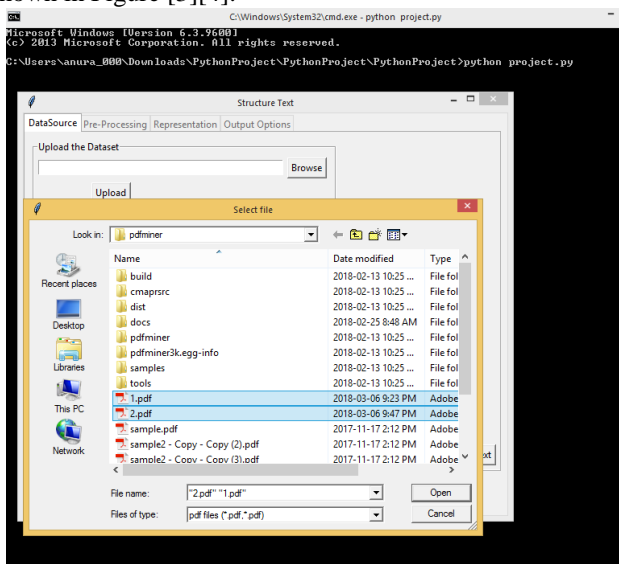 nown in Figure [3][4].
C:\Windows\System32\cmd.exe - python project.py
Microsoft Windows [Version 6.3.9600]
(c) 2013 Microsoft Corporation. All rights reserved.
C:\Users\anura_000\Downloads\PythonProject\PythonProject\PythonProject>python project.py
Structure Text
DataSource Pre-Processing Representation Output Options
Upload the Dataset
Browse
Upload
Select file
Look in: pdfminer
Name Date modified Type
build 2018-02-13 10:25 ... File fol
cmaprsrc 2018-02-13 10:25 ... File fol
dist 2018-02-13 10:25 ... File fol
docs 2018-02-25 8:48 AM File fol
pdfminer 2018-02-13 10:25 ... File fol
pdfminer3k.egg-info 2018-02-13 10:25 ... File fol
samples 2018-02-13 10:25 ... File fol
tools 2018-02-13 10:25 ... File fol
1.pdf 2018-03-06 9:23 PM Adobe
2.pdf 2018-03-06 9:47 PM Adobe
sample.pdf 2017-11-17 2:12 PM Adobe
sample2 - Copy - Copy (2).pdf 2017-11-17 2:12 PM Adobe
sample2 - Copy - Copy (3).pdf 2017-11-17 2:12 PM Adobe
Recent places
Desktop
Libraries
This PC
Network
xt
File name: "2.pdf" "1.pdf" Open
Files of type: pdf files (*.pdf,*.pdf) Cancel